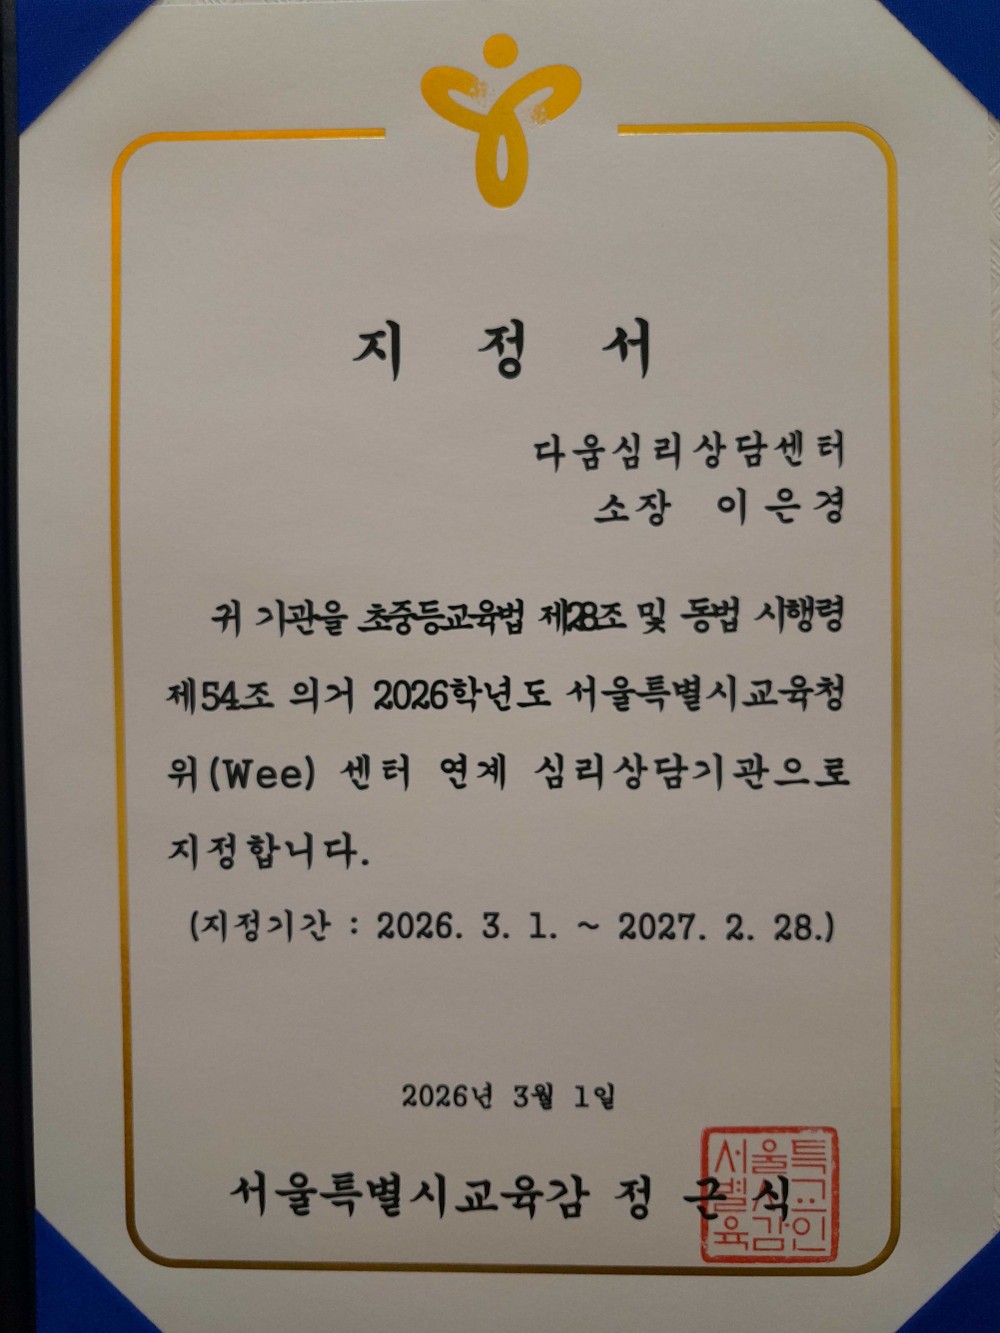 지 정 서
다움심리상담센터
소장 이은경
귀 기관을 초중등교육법 제28조 및 동법 시행령
제54조 의거 2026학년도 서울특별시교육청
위(Wee) 센터 연계 심리상담기관으로
지정합니다.
(지정기간 : 2026. 3. 1. ~ 2027. 2. 28.)
2026년 3월 1일
서울특별시교육감 정 근 식
서울특
별시교
육감인